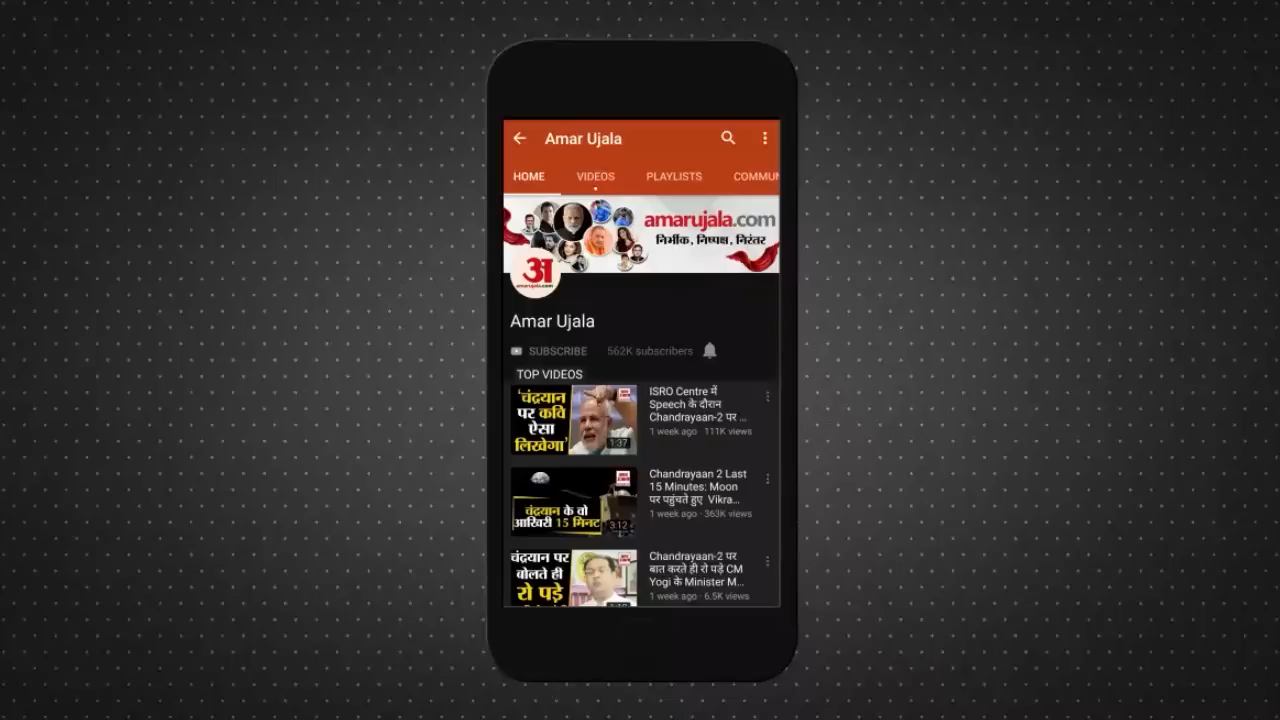 Amar Ujala
HOME VIDEOS PLAYLISTS COMMUN
amarujala.com
निर्भीक, निष्पक्ष, निरंतर
अ
amarujala.com
Amar Ujala
SUBSCRIBE 562K subscribers
TOP VIDEOS
'चंद्रयान
पर कवि
ऐसा
लिखेगा'
1:37
ISRO Centre में
Speech के दौरान
Chandrayaan-2 पर ...
1 week ago · 111K views
चंद्रयान के वो
आखिरी 15 मिनट
3:12
Chandrayaan 2 Last
15 Minutes: Moon
पर पहुंचते हुए Vikra...
1 week ago · 363K views
चंद्रयान पर
बोलते ही
रो पड़े
Chandrayaan-2 पर
बात करते ही रो पड़े CM
Yogi के Minister M...
1 week ago · 6.5K views